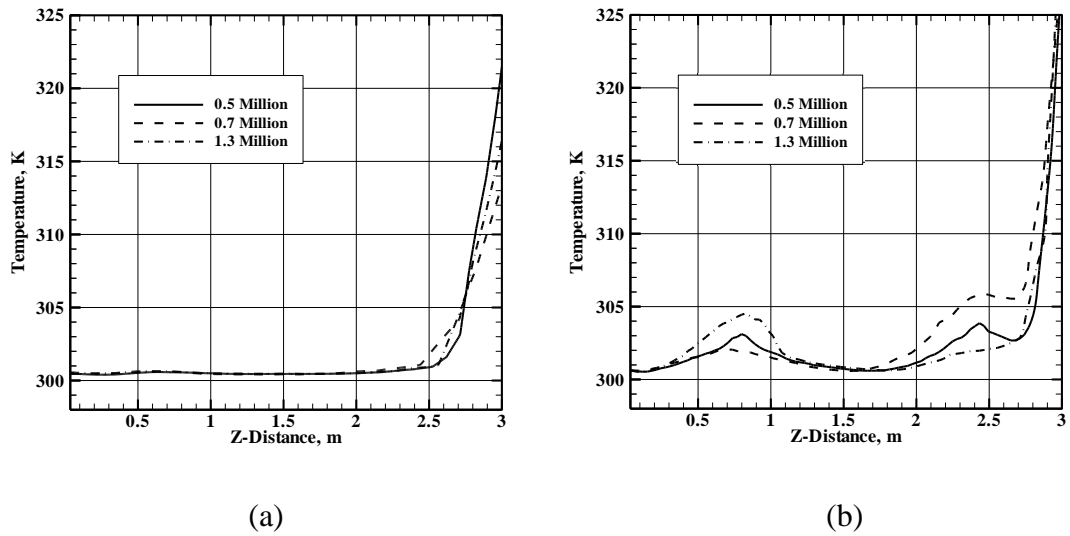 325
320
315
310
305
300
Temperature, K
0.5 Million
0.7 Million
1.3 Million
0.5
1
1.5
2
2.5
3
Z-Distance, m
(a)
325
320
315
310
305
300
Temperature, K
0.5 Million
0.7 Million
1.3 Million
0.5
1
1.5
2
2.5
3
Z-Distance, m
(b)